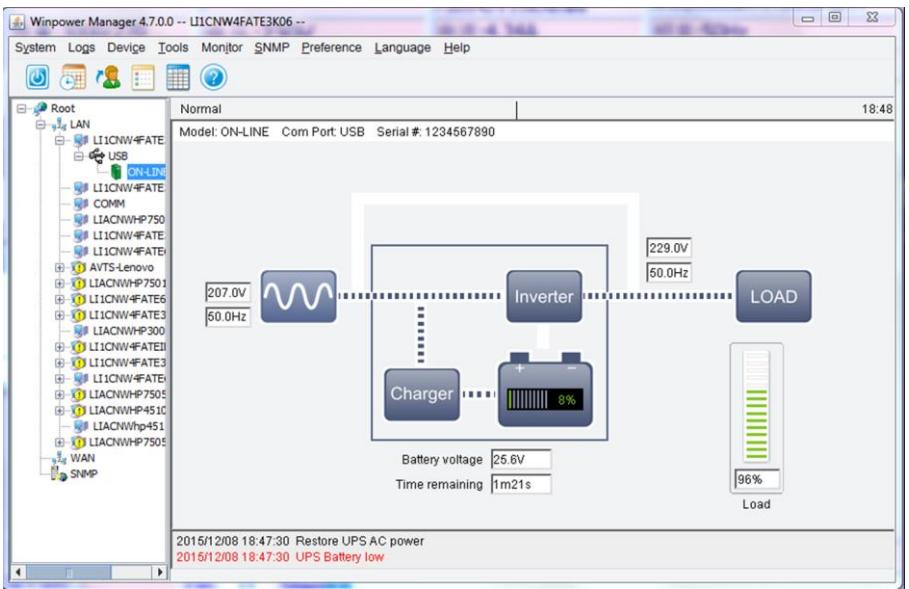 Winpower Manager 4.7.0.0 -- LI1CNW4FATE3K06 --
System Logs Device Tools Monitor SNMP Preference Language Help
Root
LAN
LI1CNW4FATE
USB
ON-LINE
LI1CNW4FATE
COMM
LIACNWHP750
LI1CNW4FATE
LI1CNW4FATE
AVTS-Lenovo
LIACNWHP7501
LI1CNW4FATE6
LI1CNW4FATE3
LIACNWHP300
LI1CNW4FATEI
LI1CNW4FATE3
LI1CNW4FATE
LIACNWHP7505
LIACNWHP4510
LIACNWhp451
LIACNWHP7505
WAN
SNMP
Normal
18:48
Model: ON-LINE Com Port: USB Serial #: 1234567890
229.0V
50.0Hz
207.0V
50.0Hz
Inverter
LOAD
Charger
+ −
8%
Battery voltage 25.6V
Time remaining 1m21s
96%
Load
2015/12/08 18:47:30 Restore UPS AC power
2015/12/08 18:47:30 UPS Battery low